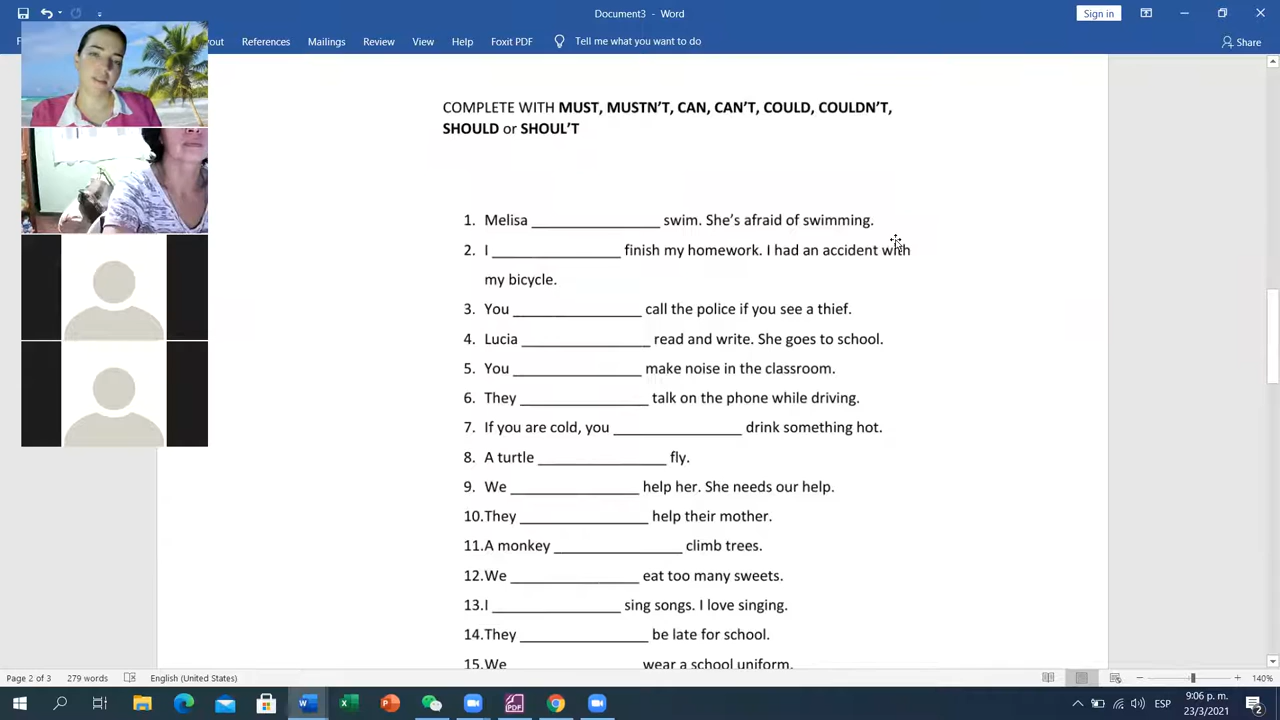 Document3 - Word
Sign in
out References Mailings Review View Help Foxit PDF Tell me what you want to do Share
COMPLETE WITH MUST, MUSTN'T, CAN, CAN'T, COULD, COULDN'T,
SHOULD or SHOUL'T
1. Melisa ________________ swim. She's afraid of swimming.
2. I ________________ finish my homework. I had an accident with
my bicycle.
3. You ________________ call the police if you see a thief.
4. Lucia ________________ read and write. She goes to school.
5. You ________________ make noise in the classroom.
6. They ________________ talk on the phone while driving.
7. If you are cold, you ________________ drink something hot.
8. A turtle ________________ fly.
9. We ________________ help her. She needs our help.
10.They ________________ help their mother.
11.A monkey ________________ climb trees.
12.We ________________ eat too many sweets.
13.I ________________ sing songs. I love singing.
14.They ________________ be late for school.
15.We ________________ wear a school uniform.
Page 2 of 3 279 words English (United States) 140%
9:06 p. m.
ESP 23/3/2021 2